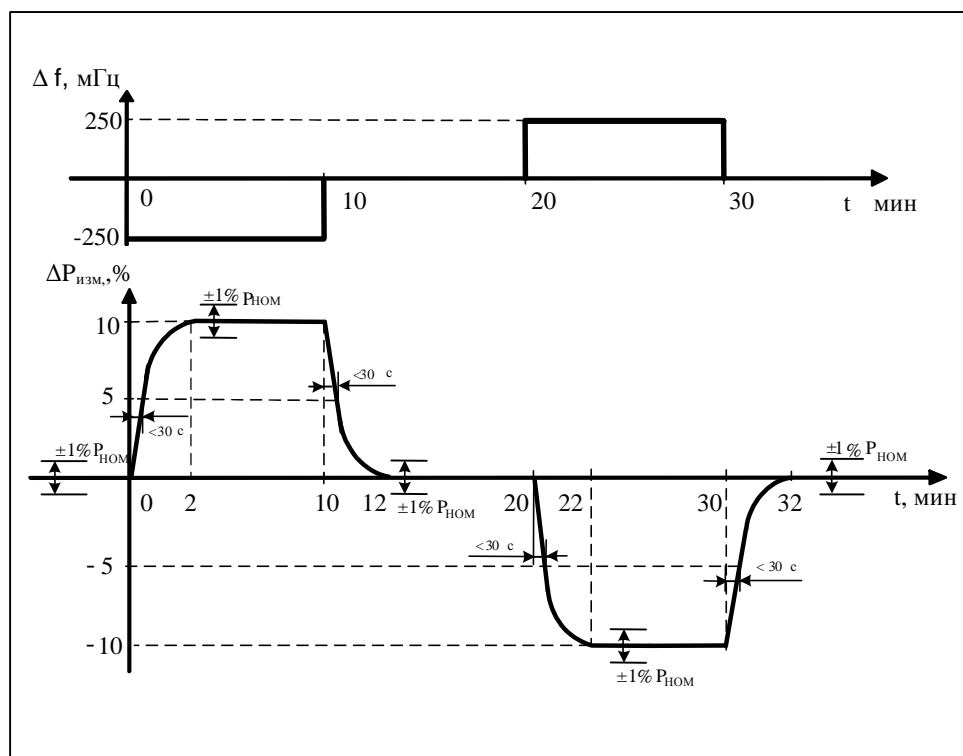 Δ f, мГц
250
0
10
20
30
t мин
-250
ΔPизм,,%
±1% PНОМ
10
<30 с
5
<30 с
±1% PНОМ
±1% PНОМ
0
2
10
12
±1% PНОМ
20
22
30
32
t, мин
<30 с
-5
<30 с
-10
±1% PНОМ